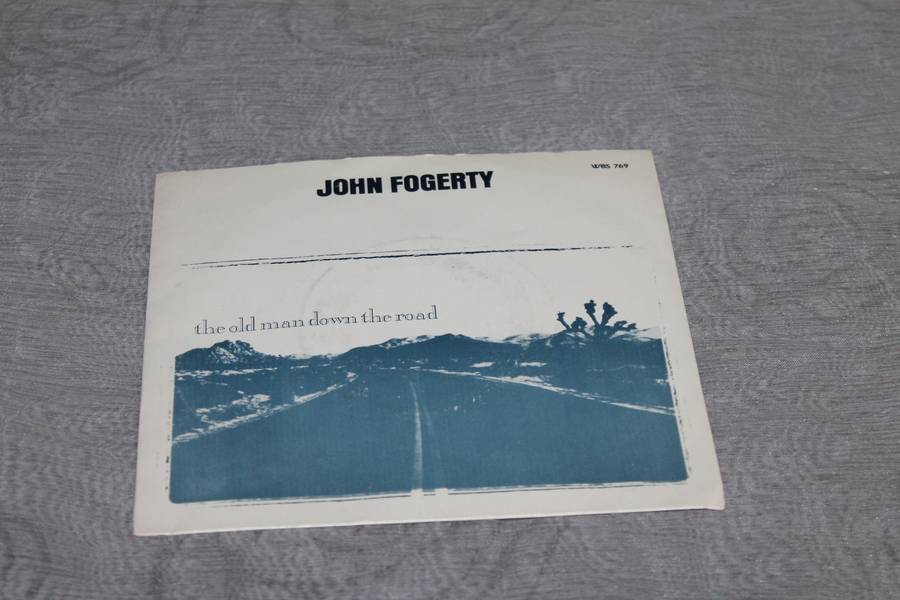 WBS 769
JOHN FOGERTY
the old man down the road